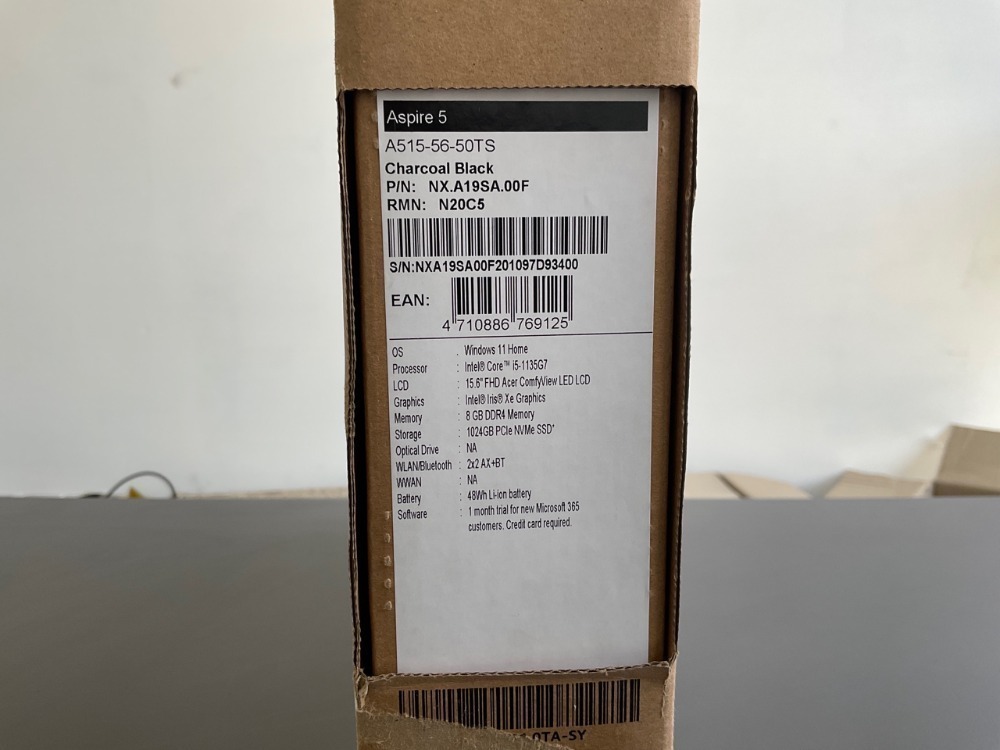 Aspire 5
A515-56-50TS
Charcoal Black
P/N: NX.A19SA.00F
RMN: N20C5
S/N:NXA19SA00F201097D93400
EAN:
4 710886 769125
OS : Windows 11 Home
Processor : Intel® Core™ i5-1135G7
LCD : 15.6" FHD Acer ComfyView LED LCD
Graphics : Intel® Iris® Xe Graphics
Memory : 8 GB DDR4 Memory
Storage : 1024GB PCIe NVMe SSD*
Optical Drive : NA
WLAN/Bluetooth : 2x2 AX+BT
WWAN : NA
Battery : 48Wh Li-ion battery
Software : 1 month trial for new Microsoft 365
customers. Credit card required.
0TA-SY